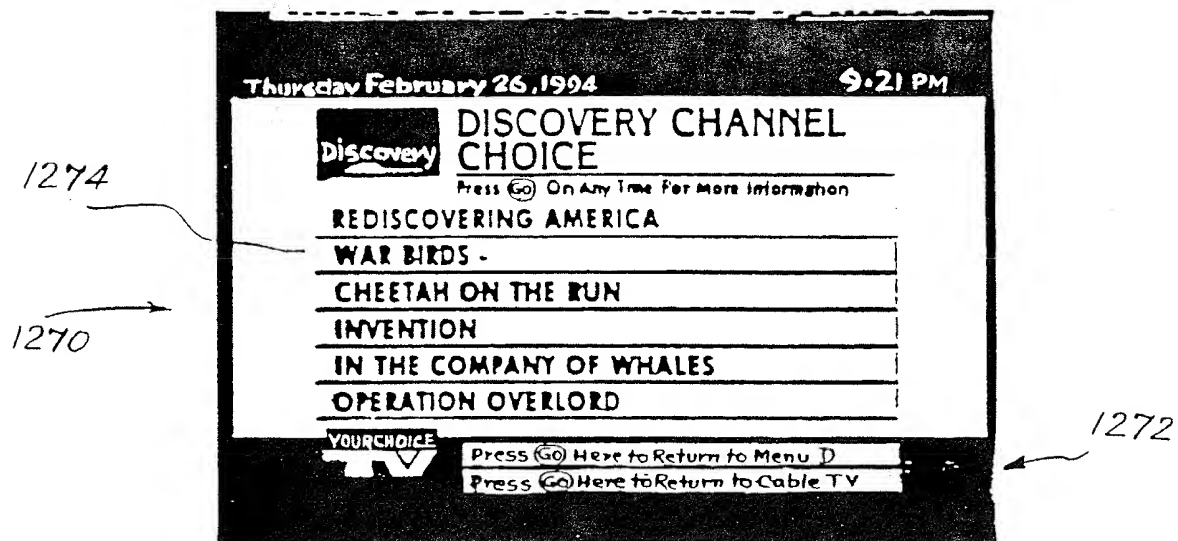 Thursday February 26, 1994 9:21 PM
Discovery
DISCOVERY CHANNEL
CHOICE
Press Go On Any Time For More Information
1274
REDISCOVERING AMERICA
WAR BIRDS -
CHEETAH ON THE RUN
1270
INVENTION
IN THE COMPANY OF WHALES
OPERATION OVERLORD
1272
YOUR CHOICE
TV
Press Go Here to Return to Menu D
Press Go Here to Return to Cable TV